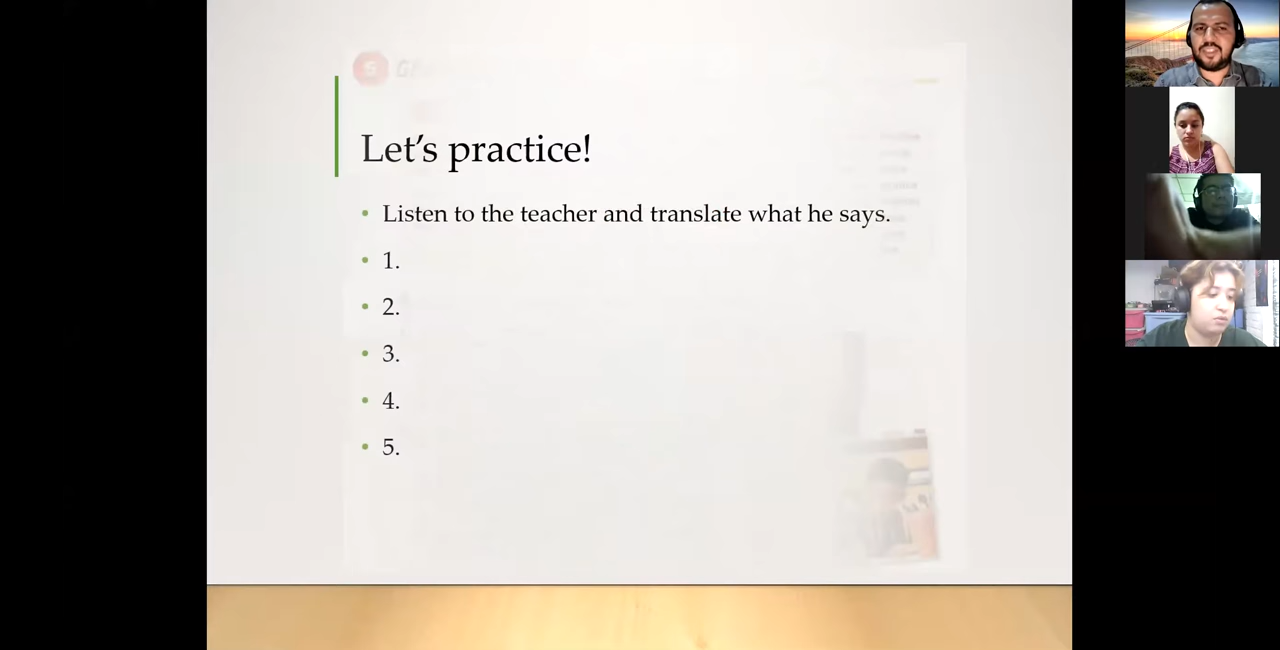 Let's practice!
• Listen to the teacher and translate what he says.
• 1.
• 2.
• 3.
• 4.
• 5.